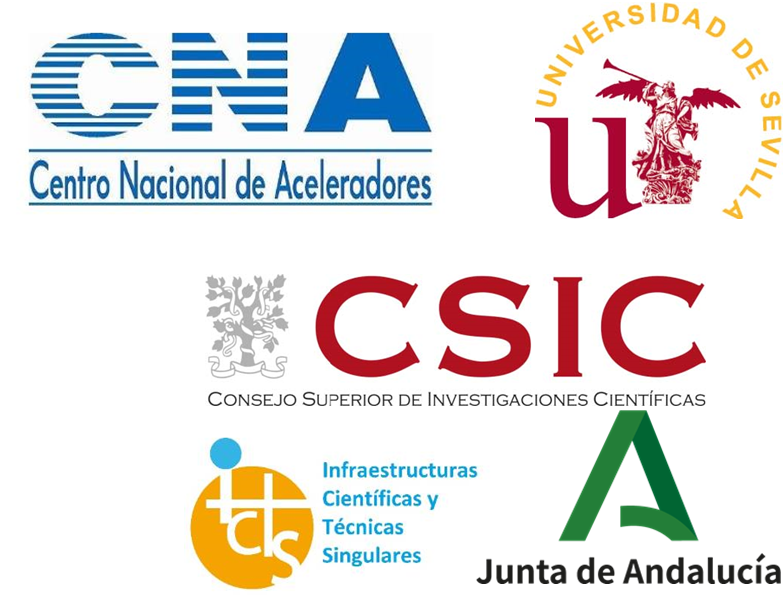 CNA
Centro Nacional de Aceleradores
UNIVERSIDAD DE SEVILLA
u
CSIC
CONSEJO SUPERIOR DE INVESTIGACIONES CIENTÍFICAS
icts
Infraestructuras
Científicas y
Técnicas
Singulares
Junta de Andalucía